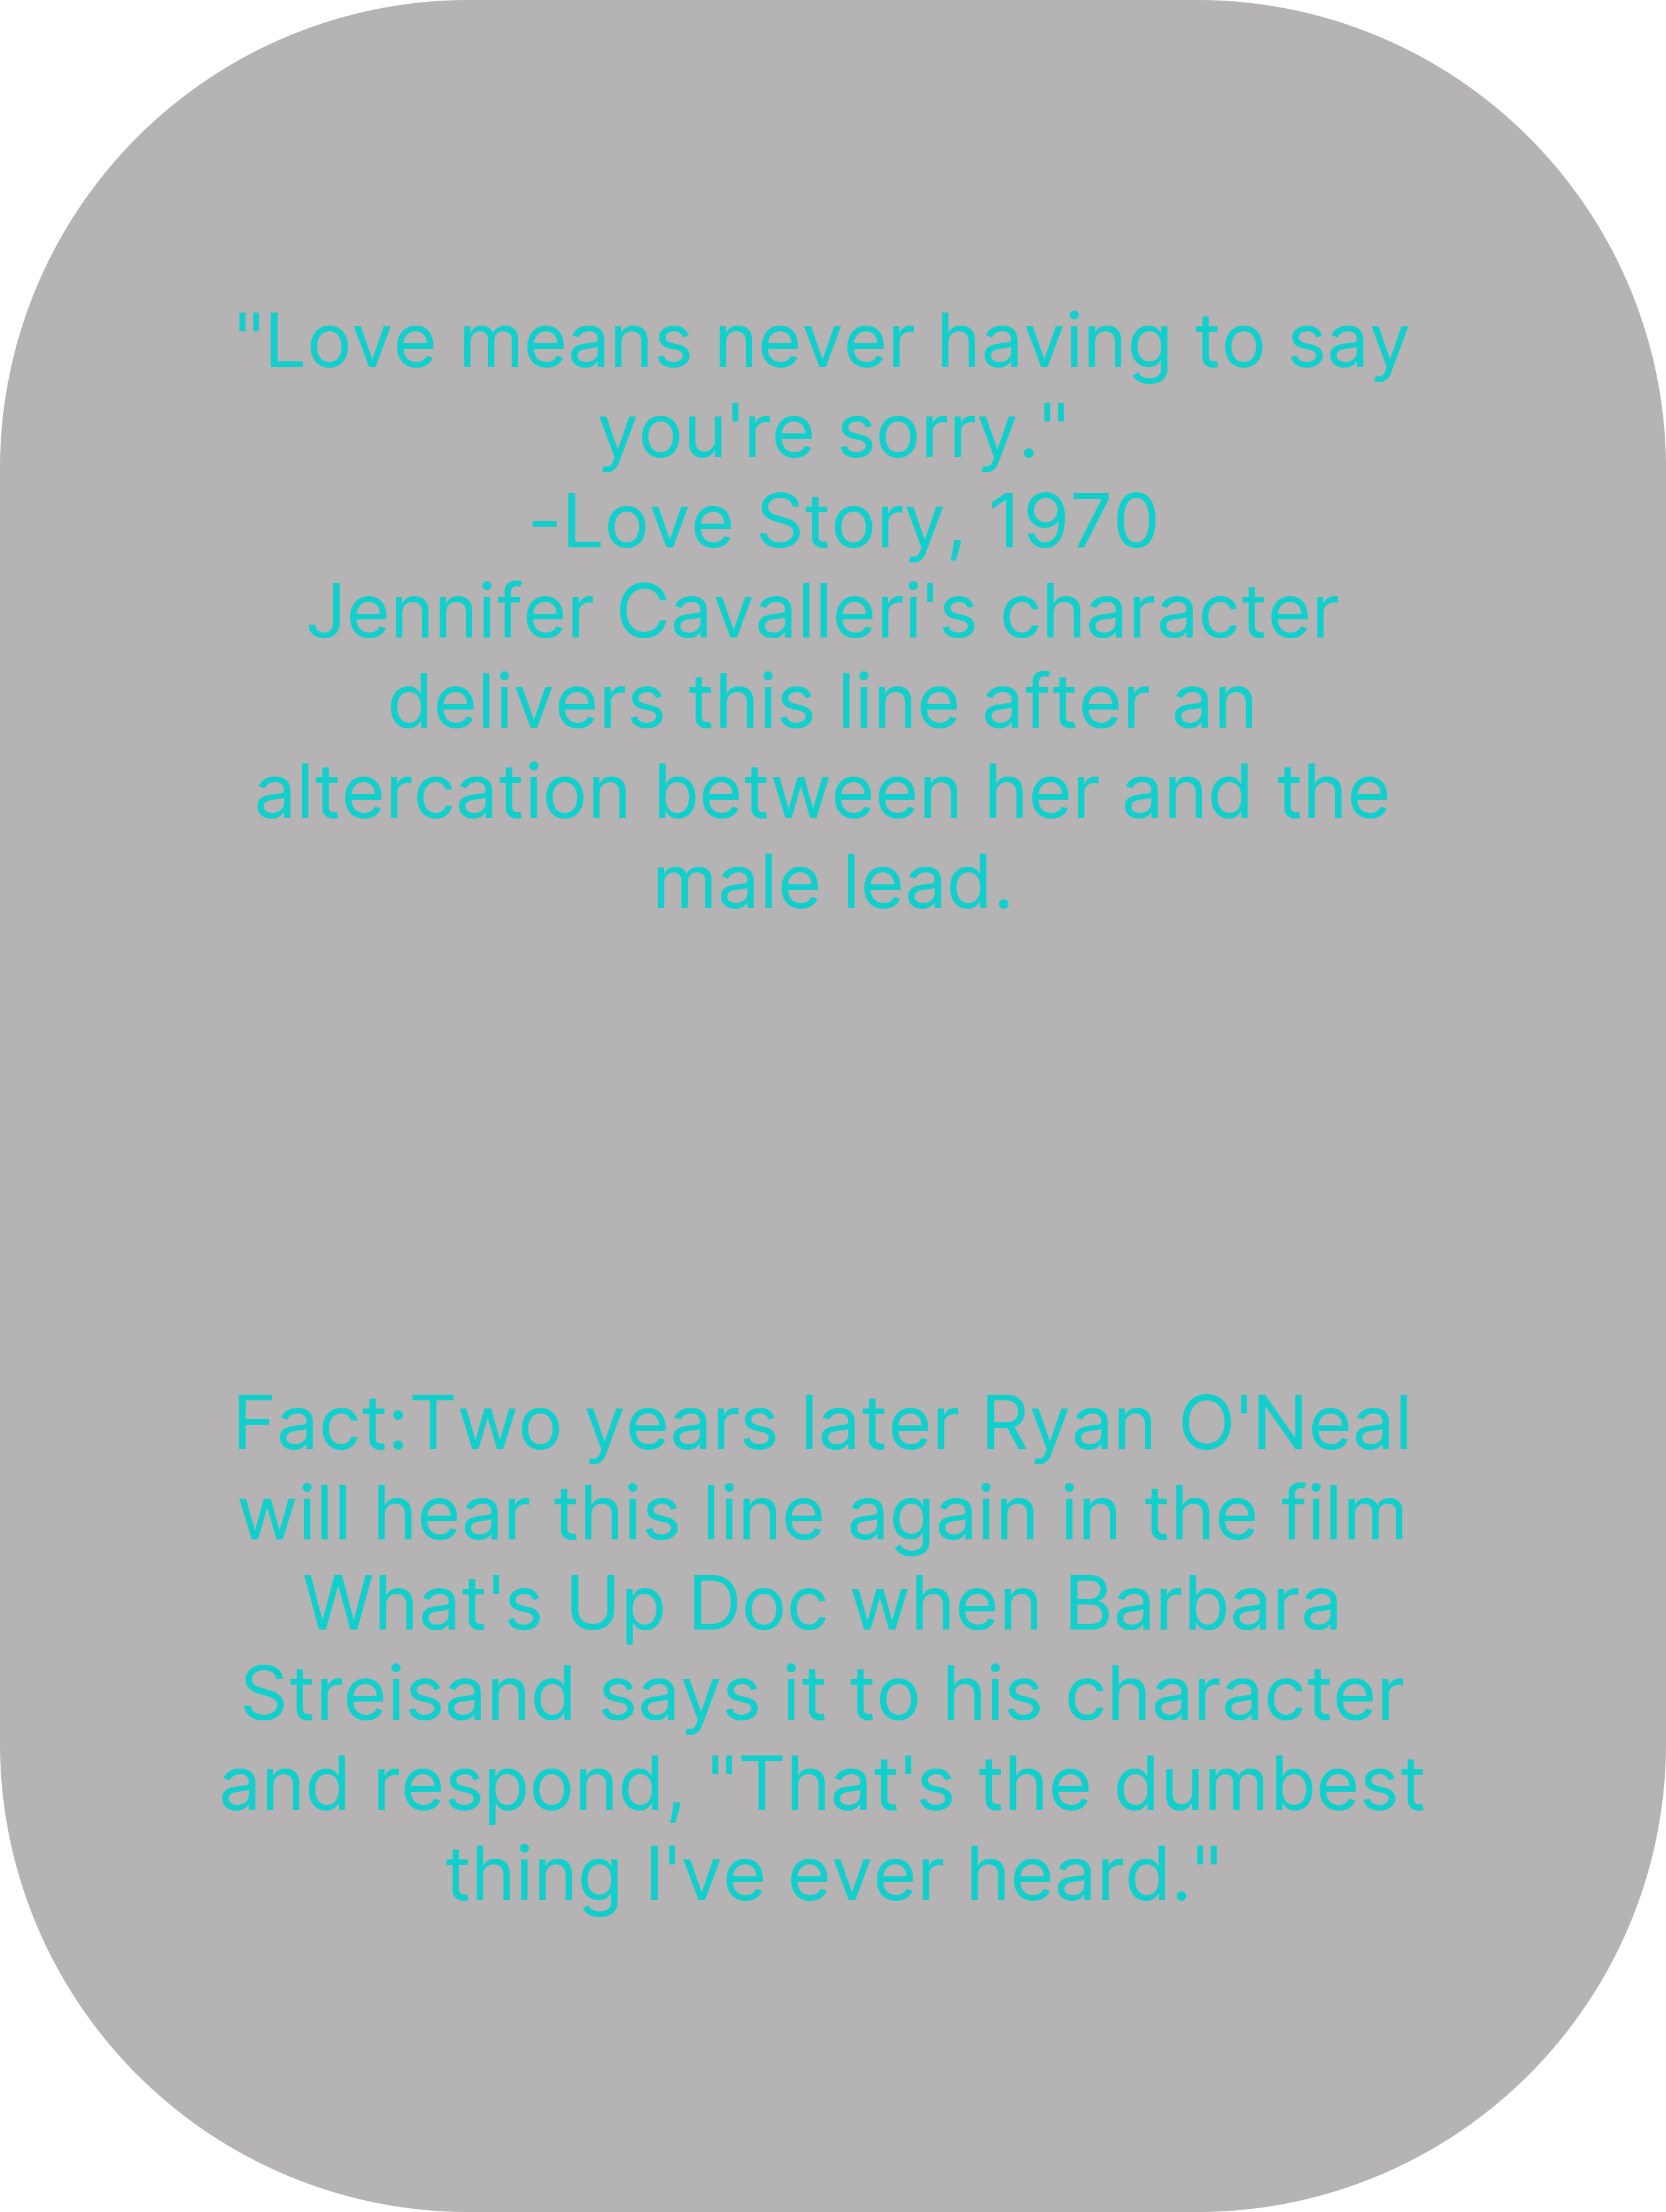 "Love means never having to say
you're sorry."
-Love Story, 1970
Jennifer Cavalleri's character
delivers this line after an
altercation between her and the
male lead.
Fact:Two years later Ryan O'Neal
will hear this line again in the film
What's Up Doc when Barbara
Streisand says it to his character
and respond, "That's the dumbest
thing I've ever heard."